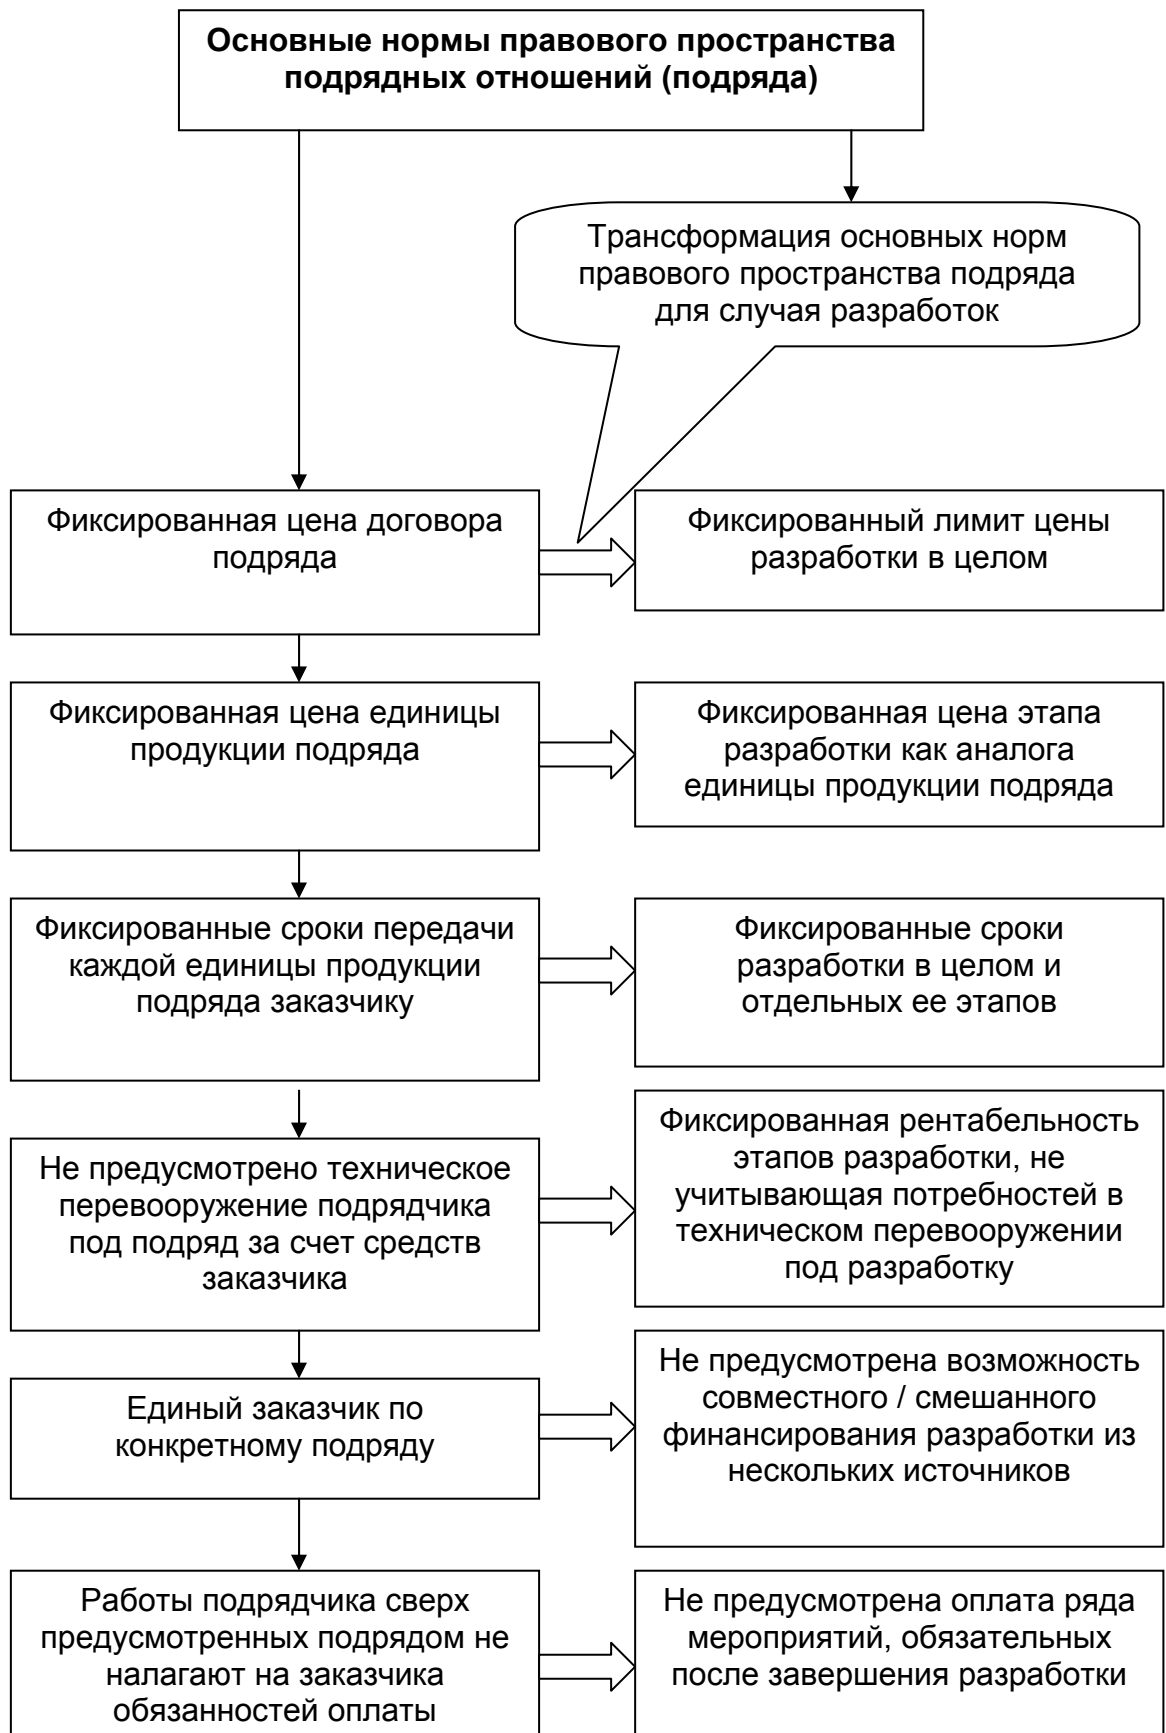 Основные нормы правового пространства
подрядных отношений (подряда)
Трансформация основных норм
правового пространства подряда
для случая разработок
Фиксированная цена договора
подряда
Фиксированный лимит цены
разработки в целом
Фиксированная цена единицы
продукции подряда
Фиксированная цена этапа
разработки как аналога
единицы продукции подряда
Фиксированные сроки передачи
каждой единицы продукции
подряда заказчику
Фиксированные сроки
разработки в целом и
отдельных ее этапов
Не предусмотрено техническое
перевооружение подрядчика
под подряд за счет средств
заказчика
Фиксированная рентабельность
этапов разработки, не
учитывающая потребностей в
техническом перевооружении
под разработку
Единый заказчик по
конкретному подряду
Не предусмотрена возможность
совместного / смешанного
финансирования разработки из
нескольких источников
Работы подрядчика сверх
предусмотренных подрядом не
налагают на заказчика
обязанностей оплаты
Не предусмотрена оплата ряда
мероприятий, обязательных
после завершения разработки